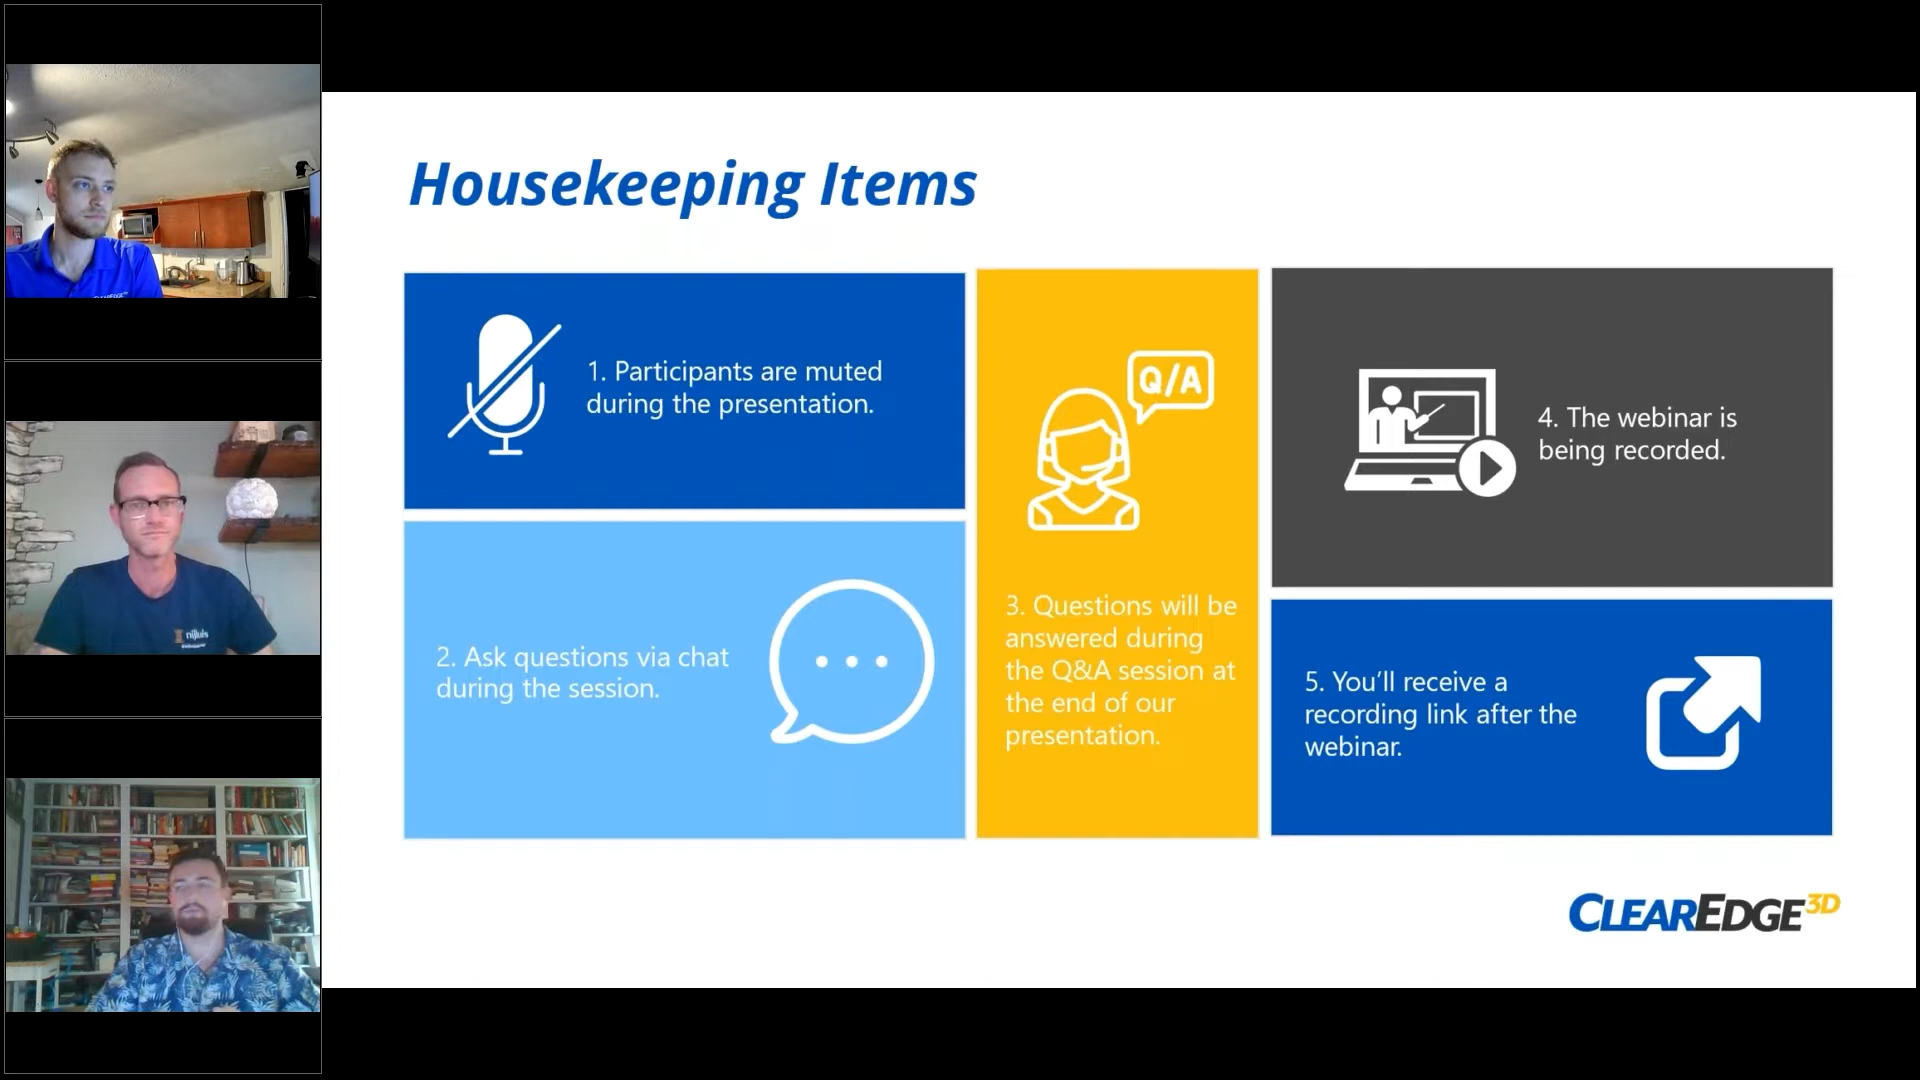 Housekeeping Items
1. Participants are muted
during the presentation.
2. Ask questions via chat
during the session.
Q/A
3. Questions will be
answered during
the Q&A session at
the end of our
presentation.
4. The webinar is
being recorded.
5. You’ll receive a
recording link after the
webinar.
CLEAREDGE3D
nijhuis